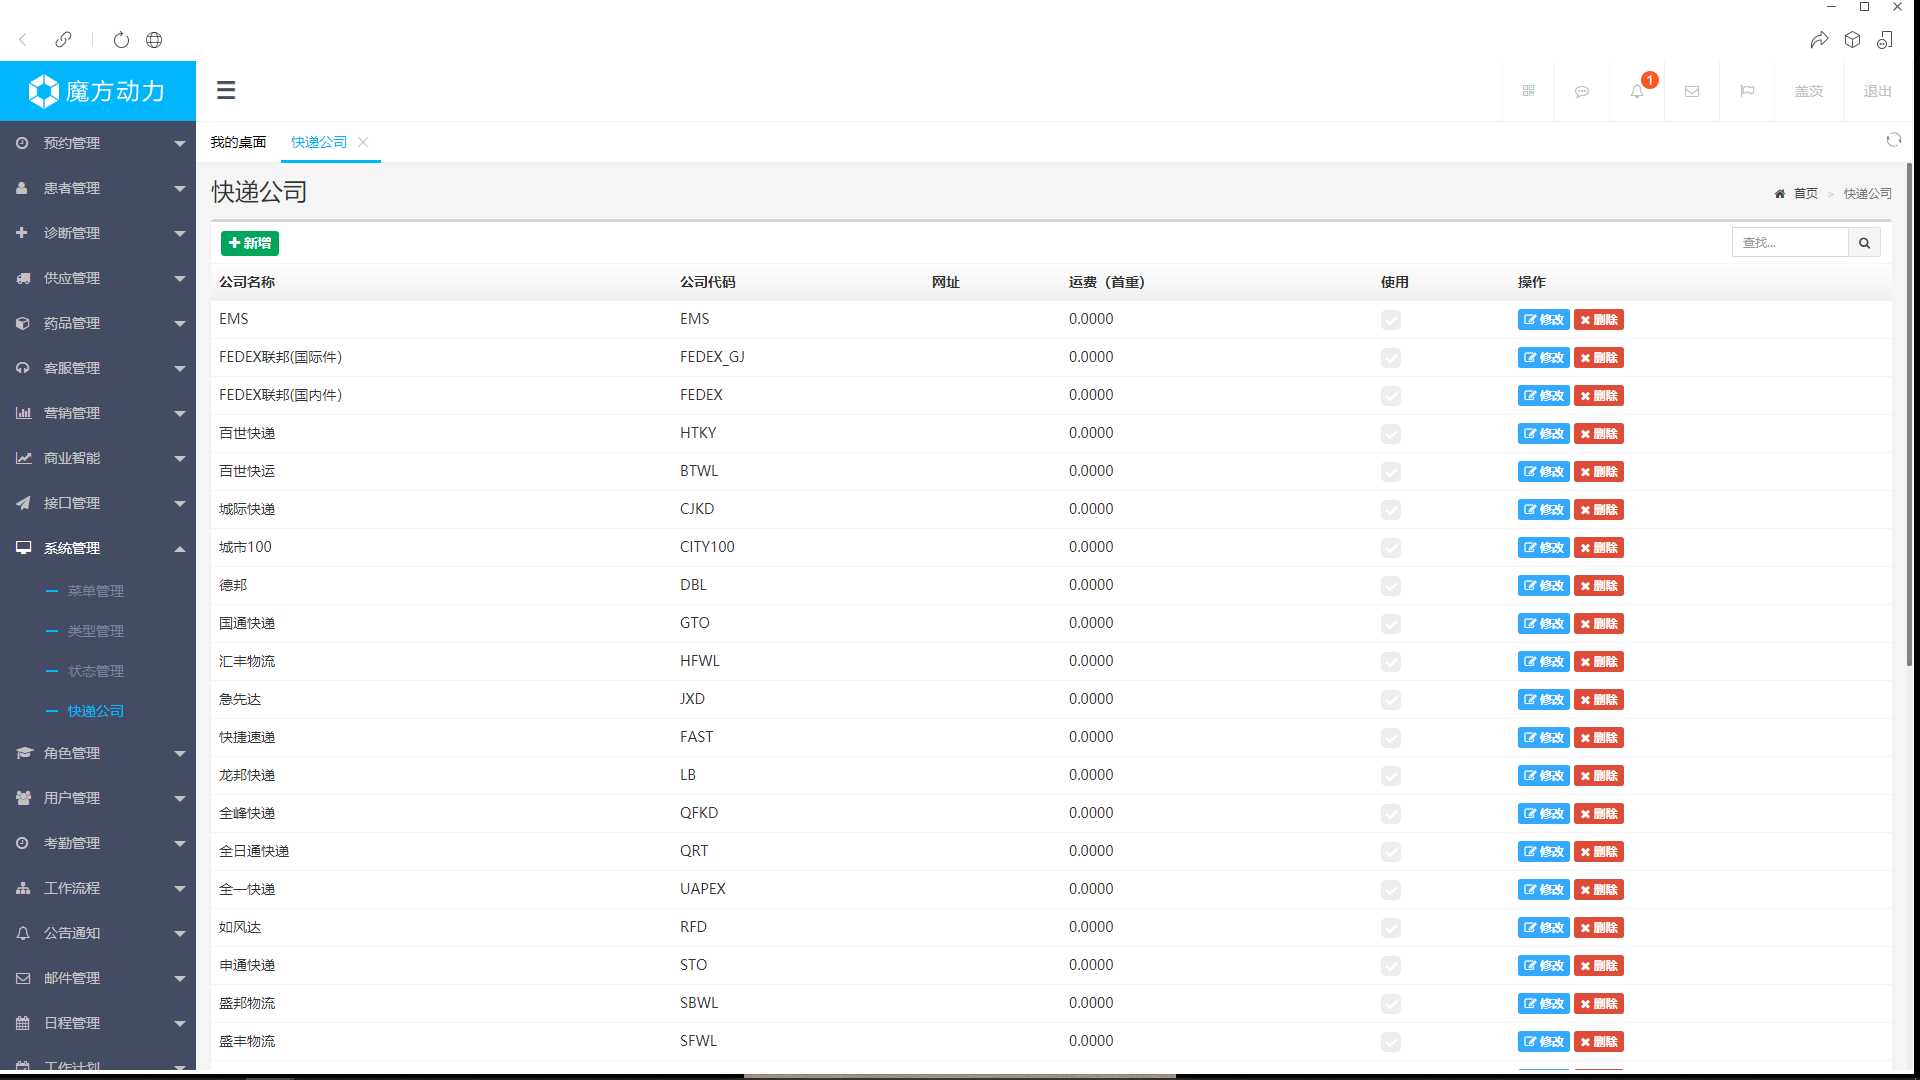 魔方动力
1
盖茨
退出
预约管理
患者管理
诊断管理
供应管理
药品管理
客服管理
营销管理
商业智能
接口管理
系统管理
菜单管理
类型管理
状态管理
快递公司
角色管理
用户管理
考勤管理
工作流程
公告通知
邮件管理
日程管理
工作计划
我的桌面 快递公司
快递公司
首页 > 快递公司
新增
查找...
公司名称 公司代码 网址 运费（首重） 使用 操作
EMS EMS 0.0000 修改 删除
FEDEX联邦(国际件) FEDEX_GJ 0.0000 修改 删除
FEDEX联邦(国内件) FEDEX 0.0000 修改 删除
百世快递 HTKY 0.0000 修改 删除
百世快运 BTWL 0.0000 修改 删除
城际快递 CJKD 0.0000 修改 删除
城市100 CITY100 0.0000 修改 删除
德邦 DBL 0.0000 修改 删除
国通快递 GTO 0.0000 修改 删除
汇丰物流 HFWL 0.0000 修改 删除
急先达 JXD 0.0000 修改 删除
快捷速递 FAST 0.0000 修改 删除
龙邦快递 LB 0.0000 修改 删除
全峰快递 QFKD 0.0000 修改 删除
全日通快递 QRT 0.0000 修改 删除
全一快递 UAPEX 0.0000 修改 删除
如风达 RFD 0.0000 修改 删除
申通快递 STO 0.0000 修改 删除
盛邦物流 SBWL 0.0000 修改 删除
盛丰物流 SFWL 0.0000 修改 删除